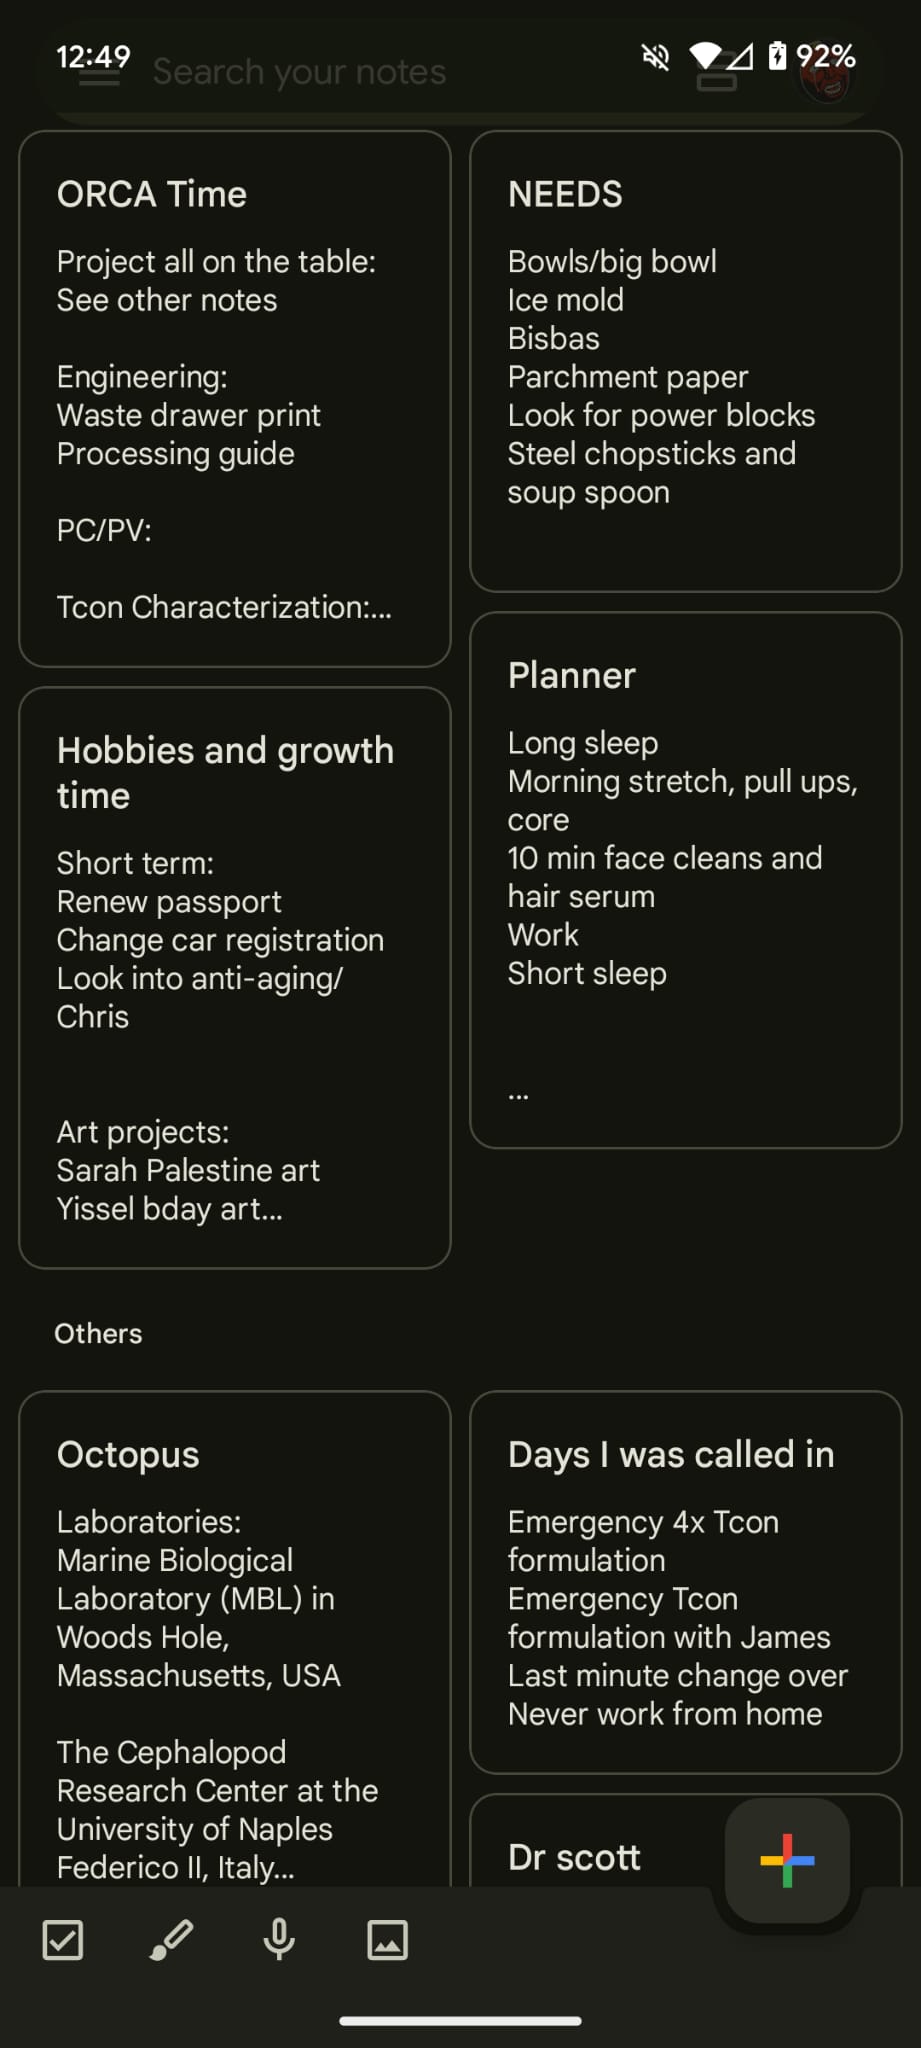 12:49
92%
Search your notes
ORCA Time
Project all on the table:
See other notes
Engineering:
Waste drawer print
Processing guide
PC/PV:
Tcon Characterization:...
NEEDS
Bowls/big bowl
Ice mold
Bisbas
Parchment paper
Look for power blocks
Steel chopsticks and
soup spoon
Hobbies and growth
time
Short term:
Renew passport
Change car registration
Look into anti-aging/
Chris
Art projects:
Sarah Palestine art
Yissel bday art...
Planner
Long sleep
Morning stretch, pull ups,
core
10 min face cleans and
hair serum
Work
Short sleep
...
Others
Octopus
Laboratories:
Marine Biological
Laboratory (MBL) in
Woods Hole,
Massachusetts, USA
The Cephalopod
Research Center at the
University of Naples
Federico II, Italy...
Days I was called in
Emergency 4x Tcon
formulation
Emergency Tcon
formulation with James
Last minute change over
Never work from home
Dr scott